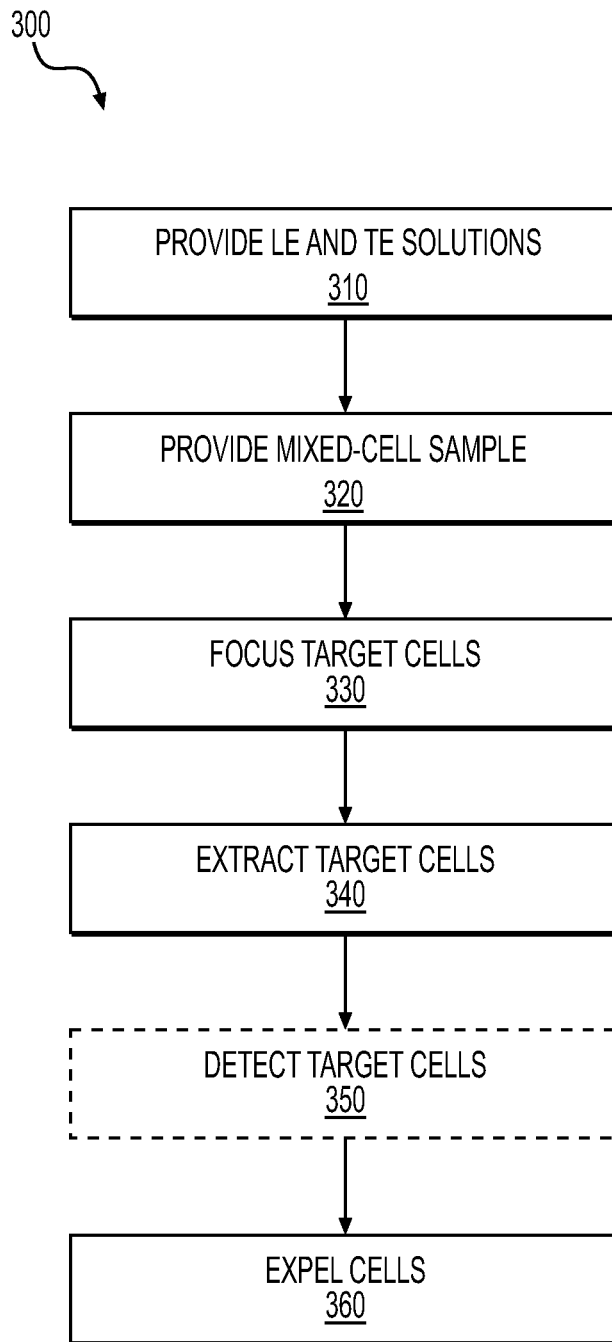 300
PROVIDE LE AND TE SOLUTIONS
310
PROVIDE MIXED-CELL SAMPLE
320
FOCUS TARGET CELLS
330
EXTRACT TARGET CELLS
340
DETECT TARGET CELLS
350
EXPEL CELLS
360